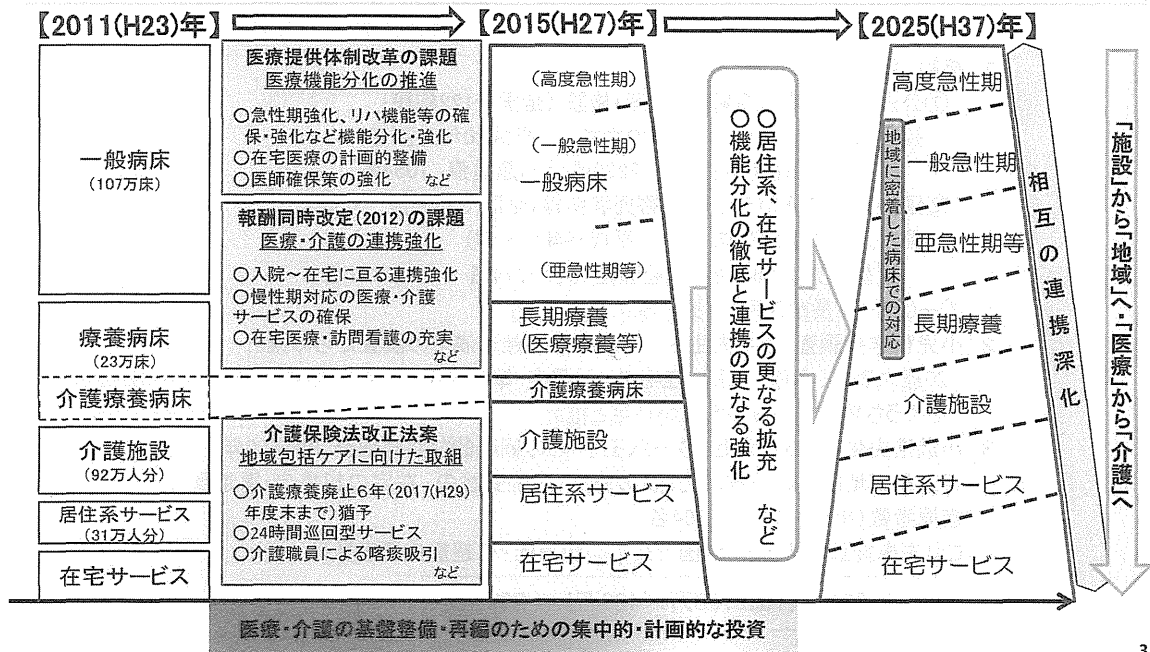 【2011(H23)年】
【2015(H27)年】
【2025(H37)年】
一般病床
(107万床)
療養病床
(23万床)
介護療養病床
介護施設
(92万人分)
居住系サービス
(31万人分)
在宅サービス
医療提供体制改革の課題
医療機能分化の推進
○急性期強化、リハ機能等の確
保・強化など機能分化・強化
○在宅医療の計画的整備
○医師確保策の強化 など
報酬同時改定(2012)の課題
医療・介護の連携強化
○入院~在宅に亘る連携強化
○慢性期対応の医療・介護
サービスの確保
○在宅医療・訪問看護の充実
など
介護保険法改正法案
地域包括ケアに向けた取組
○介護療養廃止6年(2017(H29)
年度末まで)猶予
○24時間巡回型サービス
○介護職員による喀痰吸引
など
(高度急性期)
(一般急性期)
一般病床
(亜急性期等)
長期療養
(医療療養等)
介護療養病床
介護施設
居住系サービス
在宅サービス
○居住系、在宅サービスの更なる拡充
○機能分化の徹底と連携の更なる強化 など
高度急性期
一般急性期
亜急性期等
長期療養
介護施設
居住系サービス
在宅サービス
地域に密着した病床での対応
相互の連携深化
「施設」から「地域」へ・「医療」から「介護」へ
医療・介護の基盤整備・再編のための集中的・計画的な投資
3